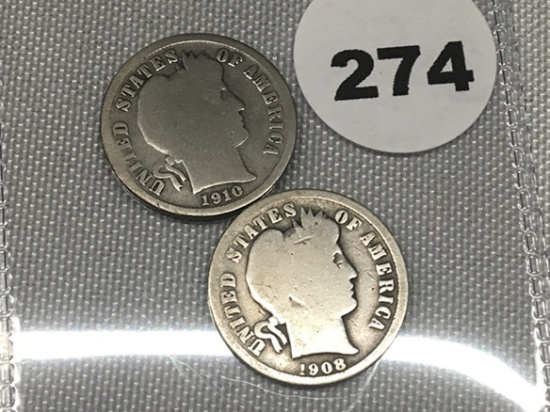 274
UNITED STATES OF AMERICA
1910
UNITED STATES OF AMERICA
1908